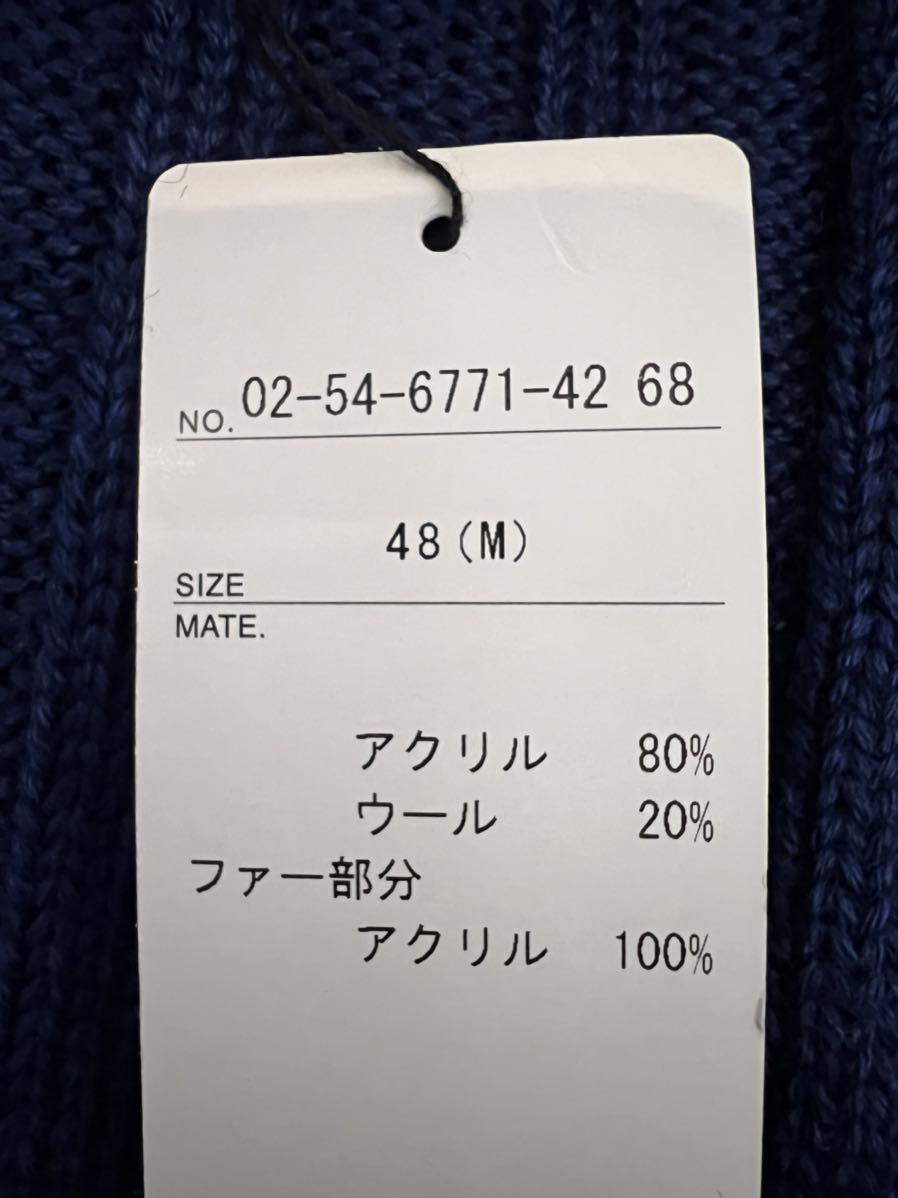 NO. 02-54-6771-42 68
48(M)
SIZE
MATE.
アクリル 80%
ウール 20%
ファー部分
アクリル 100%